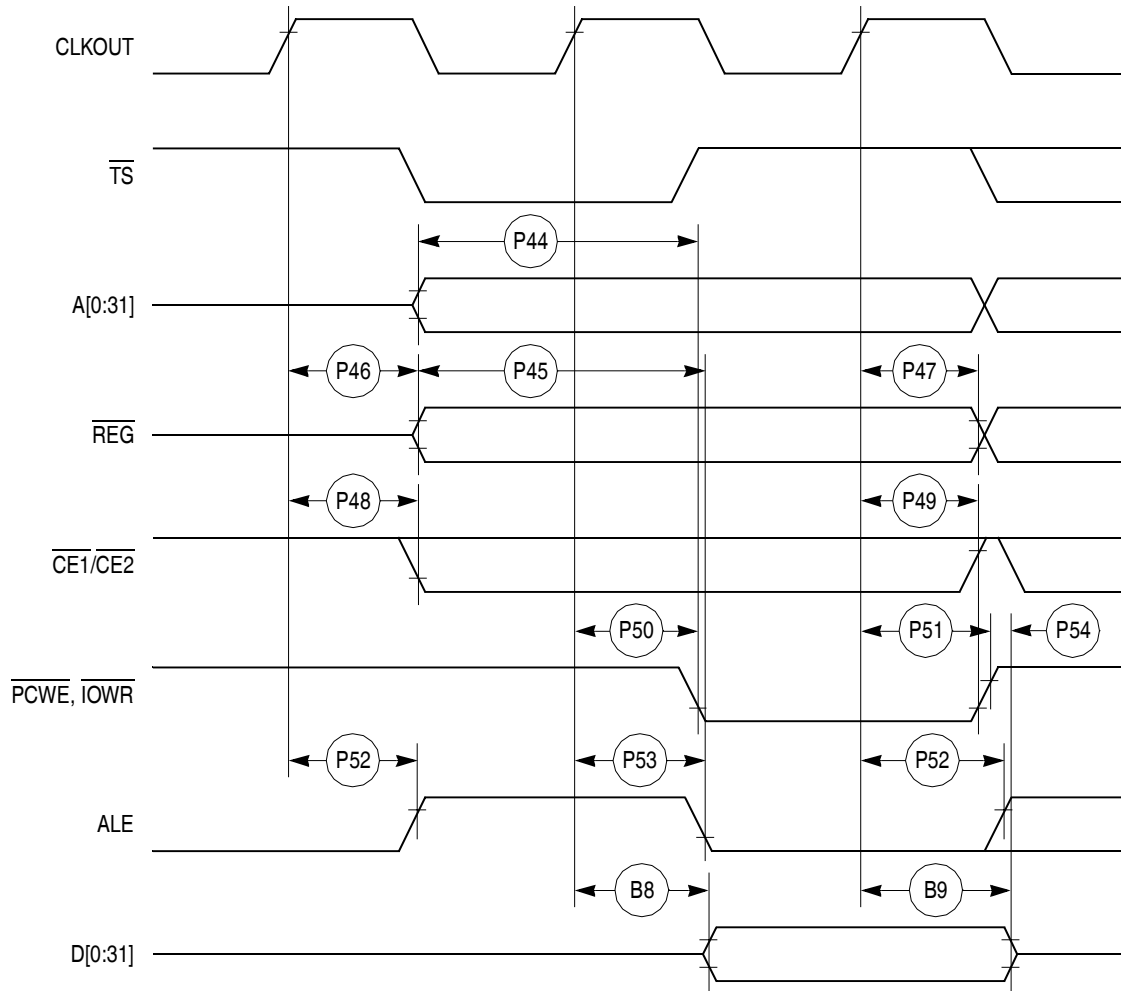 CLKOUT
TS
P44
A[0:31]
P46 P45 P47
REG
P48 P49
CE1/CE2
P50 P51 P54
PCWE, IOWR
P52 P53 P52
ALE
B8 B9
D[0:31]